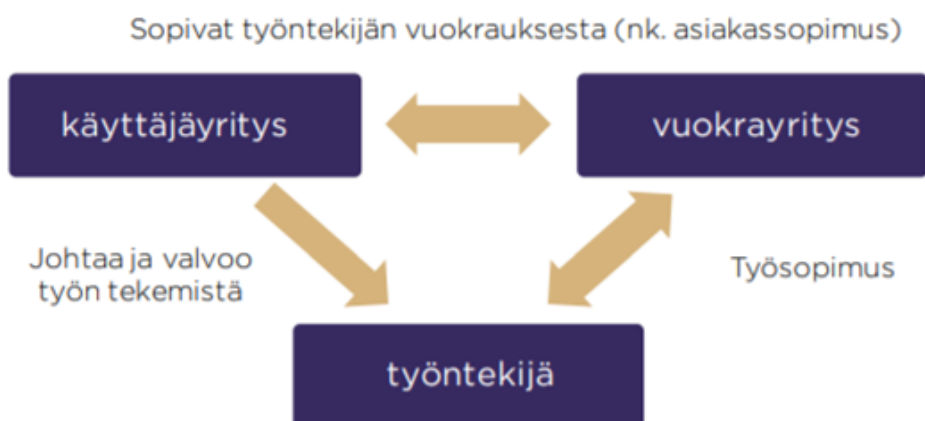 Sopivat työntekijän vuokrauksesta (nk. asiakassopimus)
käyttäjäyritys
vuokrayritys
Johtaa ja valvoo
työn tekemistä
Työsopimus
työntekijä